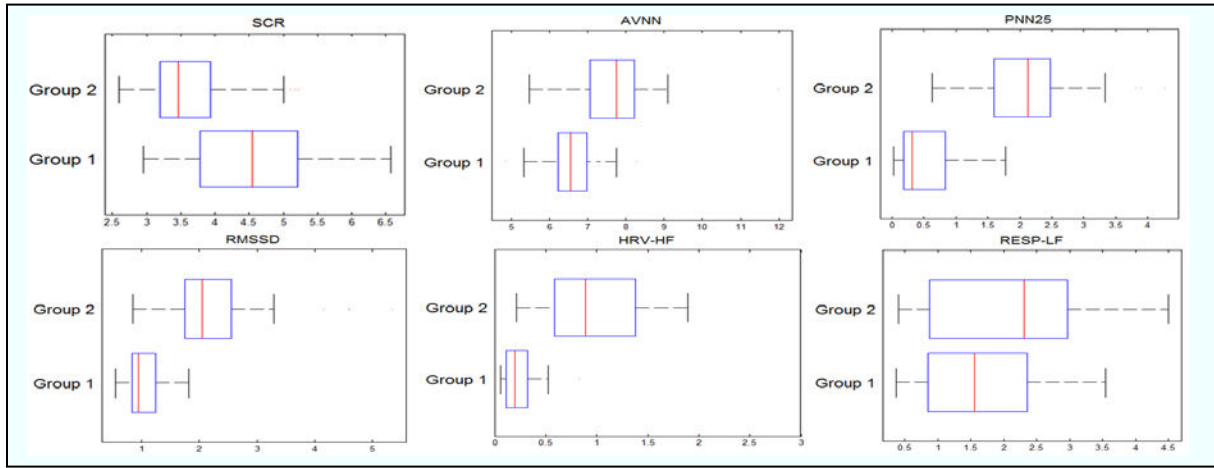 SCR
Group 2
Group 1
2.5 3 3.5 4 4.5 5 5.5 6 6.5
AVNN
Group 2
Group 1
5 6 7 8 9 10 11 12
PNN25
Group 2
Group 1
0 0.5 1 1.5 2 2.5 3 3.5 4
RMSSD
Group 2
Group 1
1 2 3 4 5
HRV-HF
Group 2
Group 1
0 0.5 1 1.5 2 2.5 3
RESP-LF
Group 2
Group 1
0.5 1 1.5 2 2.5 3 3.5 4 4.5